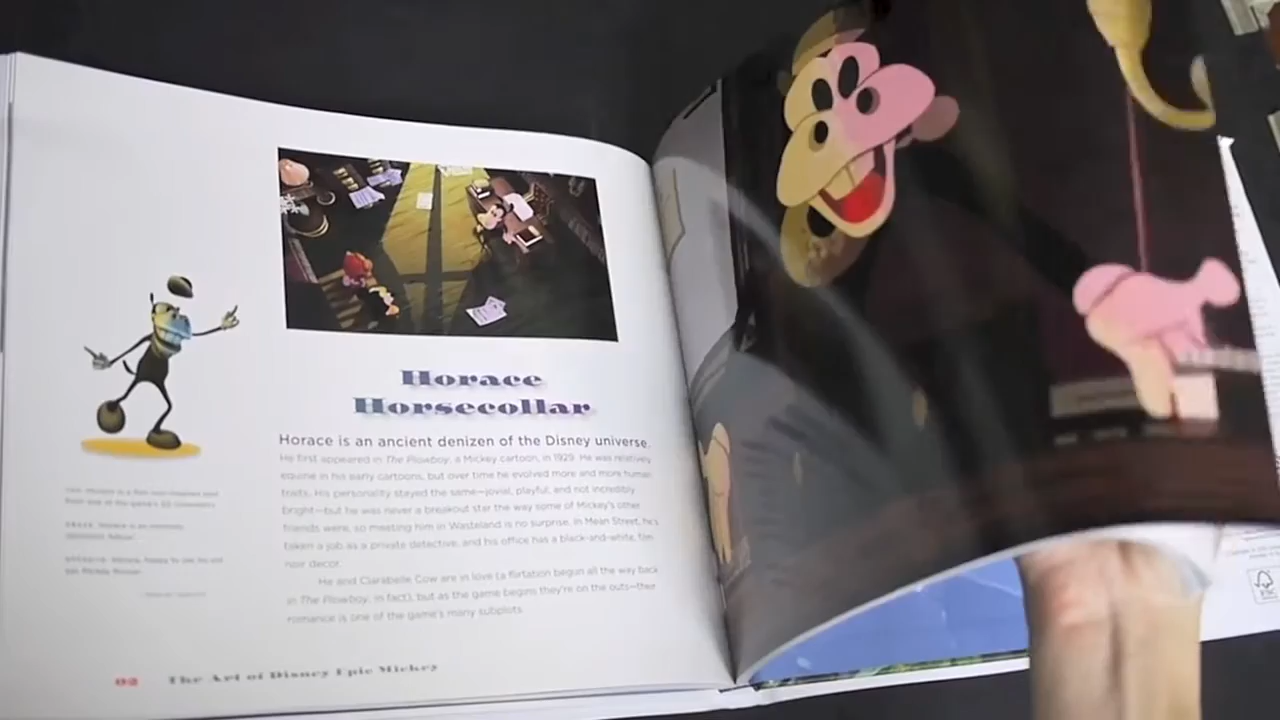 Horace
Horsecollar
Horace is an ancient denizen of the Disney universe.
He first appeared in The Plowboy, a Mickey cartoon, in 1929. He was relatively
equine in his early cartoons, but over time he evolved more and more human
traits. His personality stayed the same—jovial, playful, and not incredibly
bright—but he was never a breakout star the way some of Mickey's other
friends were, so meeting him in Wasteland is no surprise. In Mean Street, he's
taken a job as a private detective, and his office has a black-and-white, film
noir decor.
He and Clarabelle Cow are in love (a flirtation begun all the way back
in The Plowboy, in fact), but as the game begins they're on the outs—their
romance is one of the game's many subplots.
The Art of Disney Epic Mickey
FSC